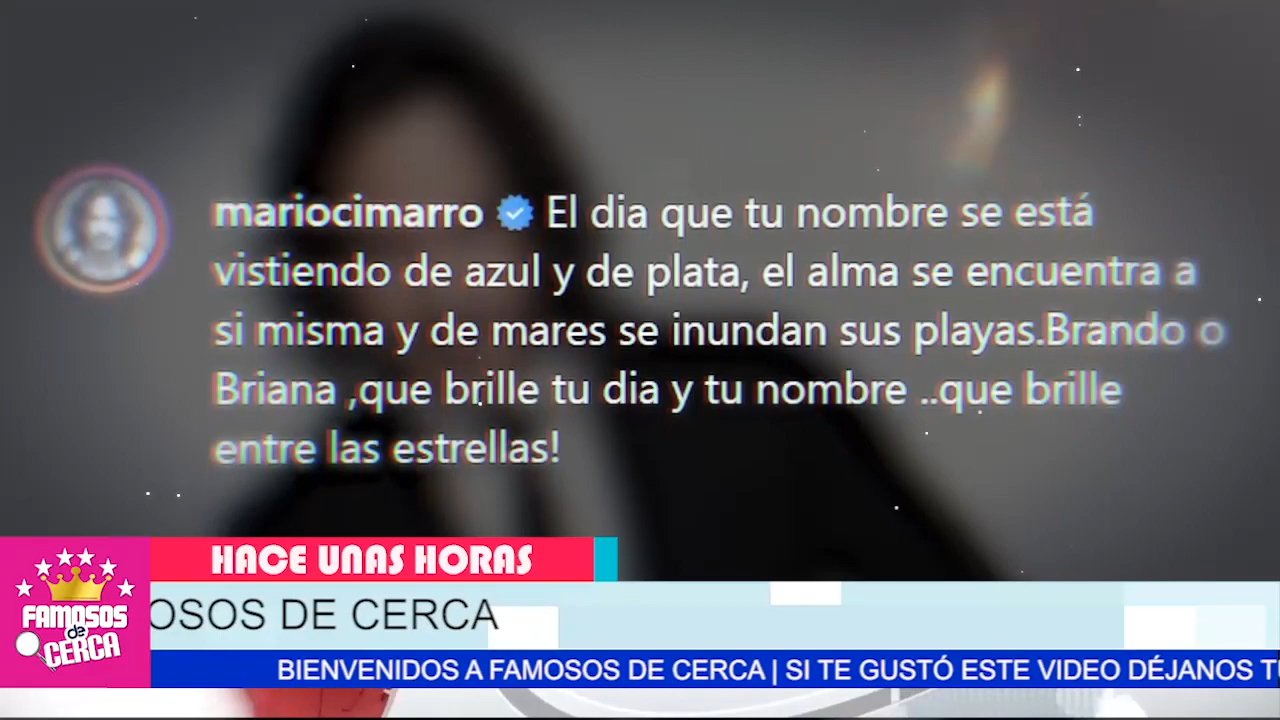 mariocimarro El dia que tu nombre se está
vistiendo de azul y de plata, el alma se encuentra a
si misma y de mares se inundan sus playas.Brando o
Briana ,que brille tu dia y tu nombre ..que brille
entre las estrellas!
HACE UNAS HORAS
FAMOSOS
de
CERCA
OSOS DE CERCA
BIENVENIDOS A FAMOSOS DE CERCA | SI TE GUSTÓ ESTE VIDEO DÉJANOS T